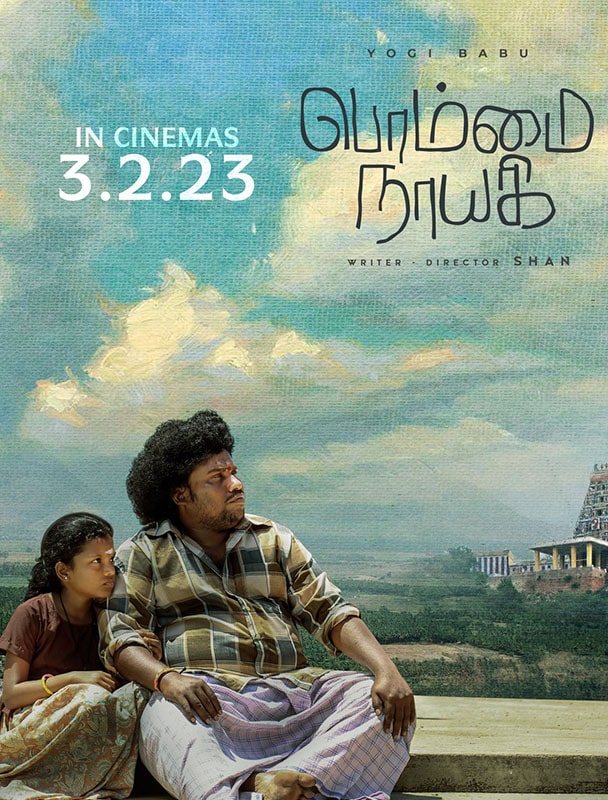 YOGI BABU
பொம்மை
நாயகி
WRITER - DIRECTOR SHAN
IN CINEMAS
3.2.23